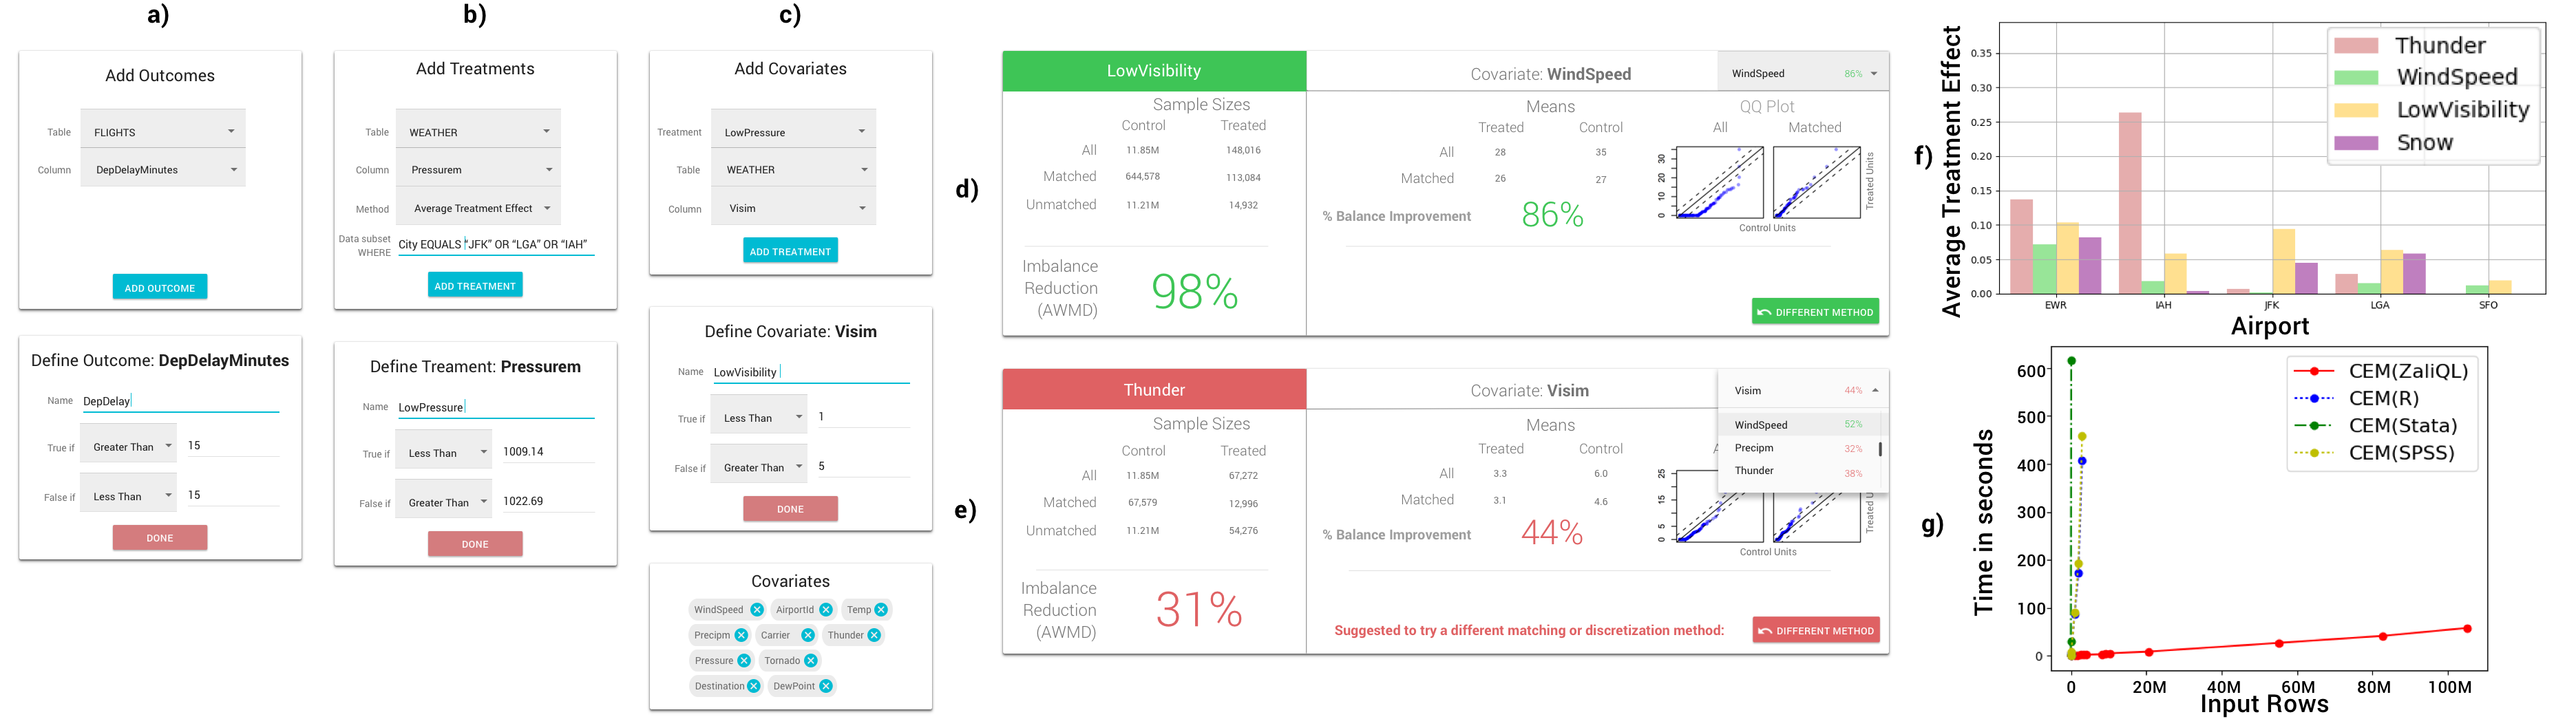 a)
Add Outcomes
Table FLIGHTS
Column DepDelayMinutes
ADD OUTCOME
Define Outcome: DepDelayMinutes
Name DepDelay
True if Greater Than 15
False if Less Than 15
DONE
b)
Add Treatments
Table WEATHER
Column Pressurem
Method Average Treatment Effect
Data subset
WHERE City EQUALS “JFK” OR “LGA” OR “IAH”
ADD TREATMENT
Define Treament: Pressurem
Name LowPressure
True if Less Than 1009.14
False if Greater Than 1022.69
DONE
c)
Add Covariates
Treatment LowPressure
Table WEATHER
Column Visim
ADD TREATMENT
Define Covariate: Visim
Name LowVisibility
True if Less Than 1
False if Greater Than 5
DONE
Covariates
WindSpeed AirportId Temp
Precipm Carrier Thunder
Pressure Tornado
Destination DewPoint
d)
LowVisibility
Sample Sizes
Control Treated
All 11.85M 148,016
Matched 644,578 113,084
Unmatched 11.21M 14,932
Imbalance
Reduction
(AWMD)
98%
Covariate: WindSpeed
WindSpeed 86%
Means
Treated Control
All 28 35
Matched 26 27
% Balance Improvement 86%
QQ Plot
All Matched
30
20
10
0
Treated Units
Control Units
DIFFERENT METHOD
e)
Thunder
Sample Sizes
Control Treated
All 11.85M 67,272
Matched 67,579 12,996
Unmatched 11.21M 54,276
Imbalance
Reduction
(AWMD)
31%
Covariate: Visim
Visim 44%
WindSpeed 52%
Precipm 32%
Thunder 38%
Means
Treated Control
All 3.3 6.0
Matched 3.1 4.6
% Balance Improvement 44%
25
15
5
0
Treated U
Control Units
Suggested to try a different matching or discretization method:
DIFFERENT METHOD
f)
Average Treatment Effect
0.35
0.30
0.25
0.20
0.15
0.10
0.05
0.00
Thunder
WindSpeed
LowVisibility
Snow
EWR IAH JFK LGA SFO
Airport
g)
Time in seconds
600
500
400
300
200
100
0
CEM(ZaliQL)
CEM(R)
CEM(Stata)
CEM(SPSS)
0 20M 40M 60M 80M 100M
Input Rows